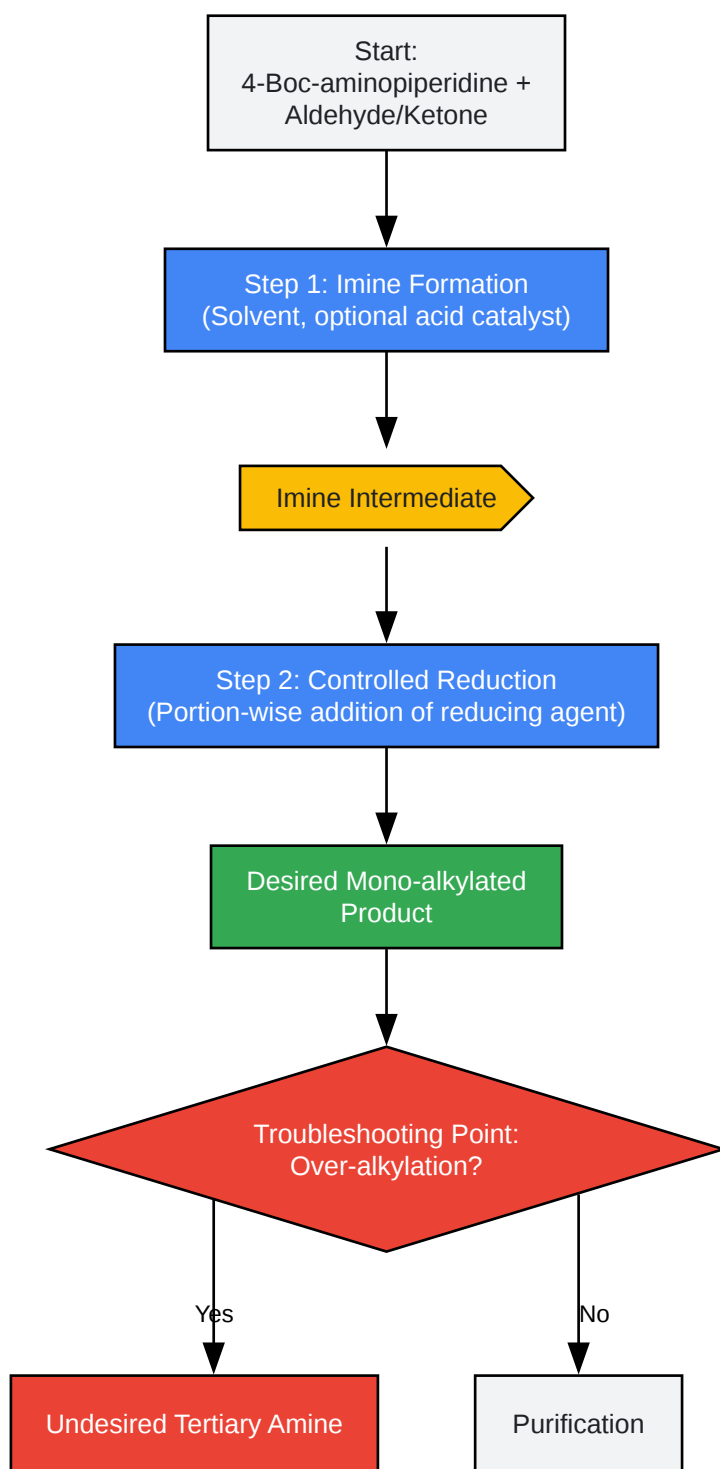 Start:
4-Boc-aminopiperidine +
Aldehyde/Ketone
Step 1: Imine Formation
(Solvent, optional acid catalyst)
Imine Intermediate
Step 2: Controlled Reduction
(Portion-wise addition of reducing agent)
Desired Mono-alkylated
Product
Troubleshooting Point:
Over-alkylation?
Yes
No
Undesired Tertiary Amine
Purification